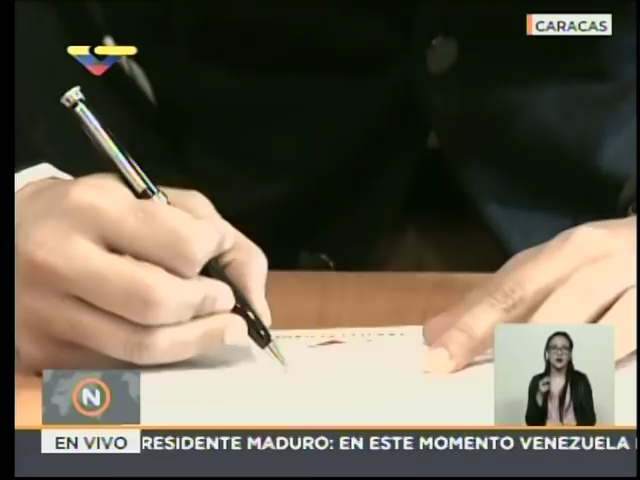 CARACAS
N
EN VIVO
RESIDENTE MADURO: EN ESTE MOMENTO VENEZUELA